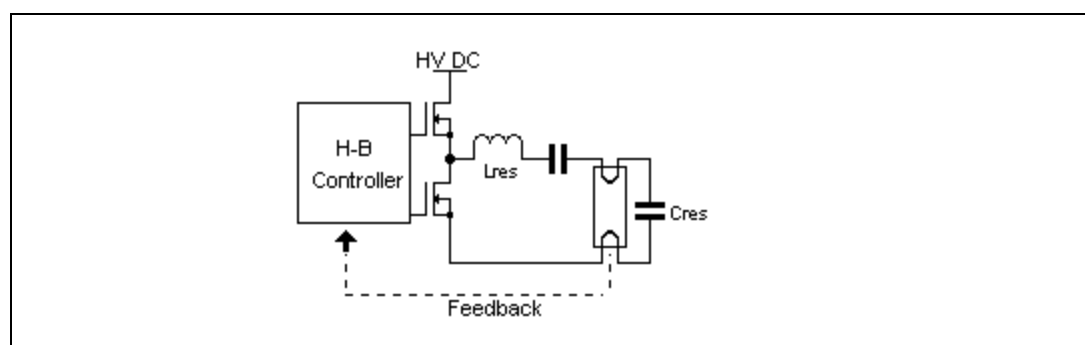 HV DC
H-B
Controller
Lres
Cres
Feedback